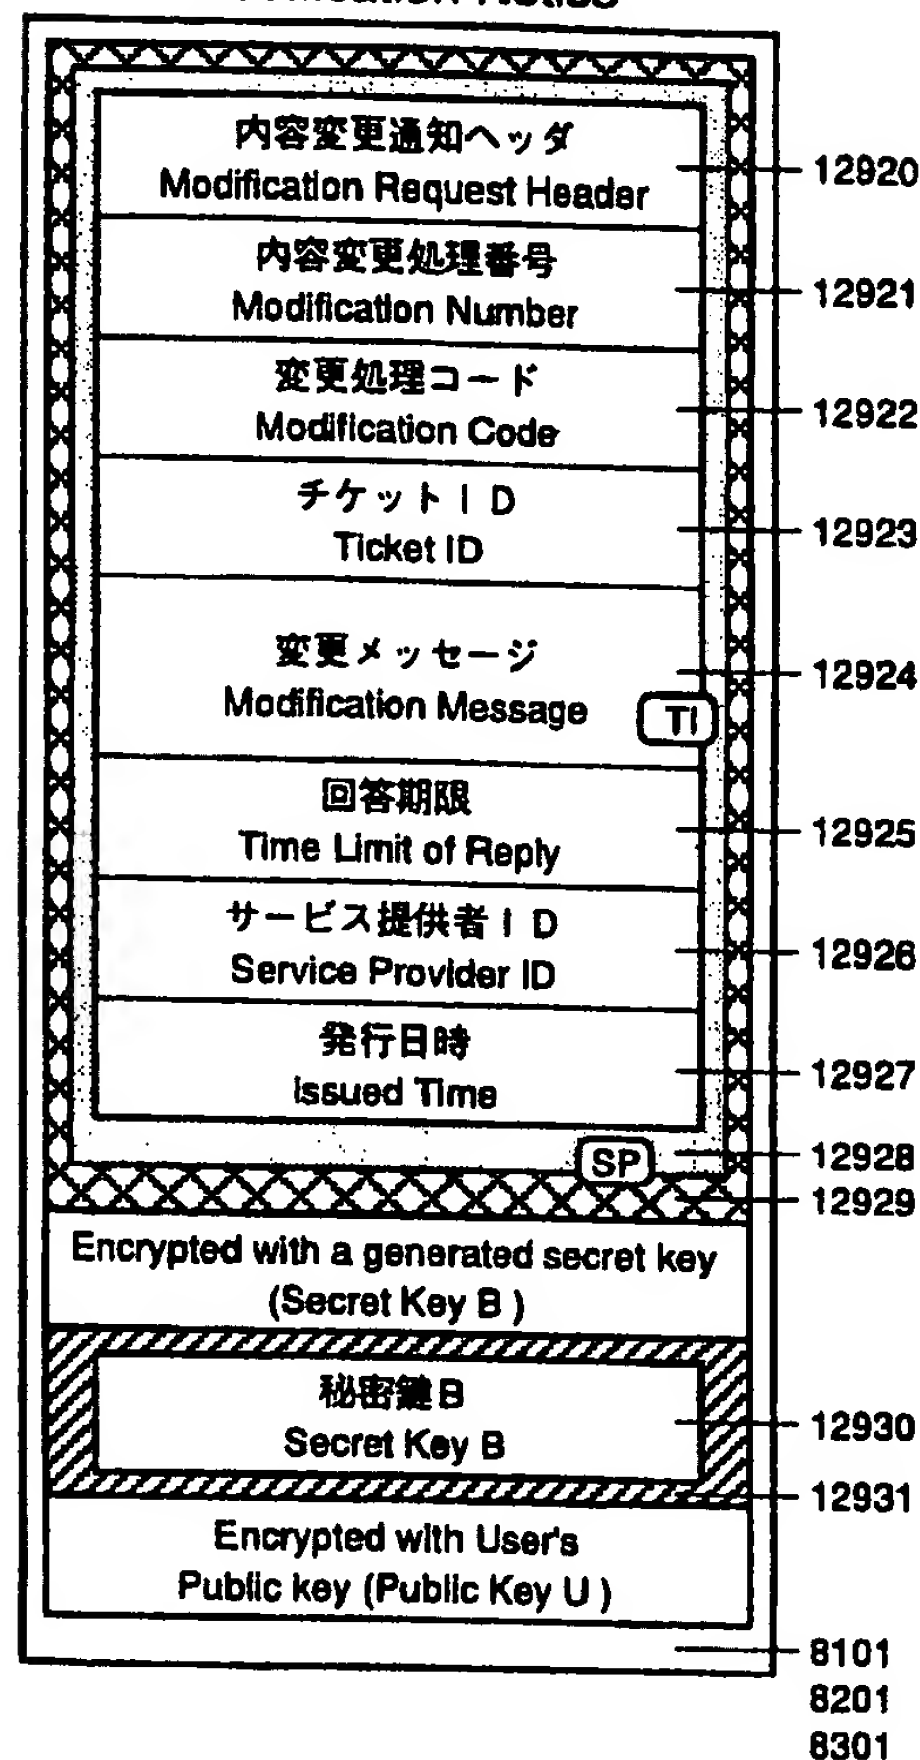 内容変更通知ヘッダ
Modification Request Header
12920
内容変更処理番号
Modification Number
12921
変更処理コード
Modification Code
12922
チケットID
Ticket ID
12923
変更メッセージ
Modification Message
TI
12924
回答期限
Time Limit of Reply
12925
サービス提供者ID
Service Provider ID
12926
発行日時
Issued Time
12927
SP
12928
12929
Encrypted with a generated secret key
(Secret Key B )
秘密鍵B
Secret Key B
12930
12931
Encrypted with User's
Public key (Public Key U )
8101
8201
8301